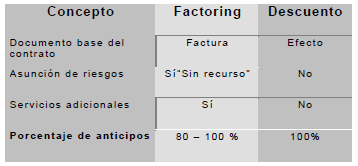 Concepto Factoring Descuento
Documento base del Factura Efecto
contrato
Asunción de riesgos Sí“Sin recurso” No
Servicios adicionales Sí No
Porcentaje de anticipos 80 – 100 % 100%